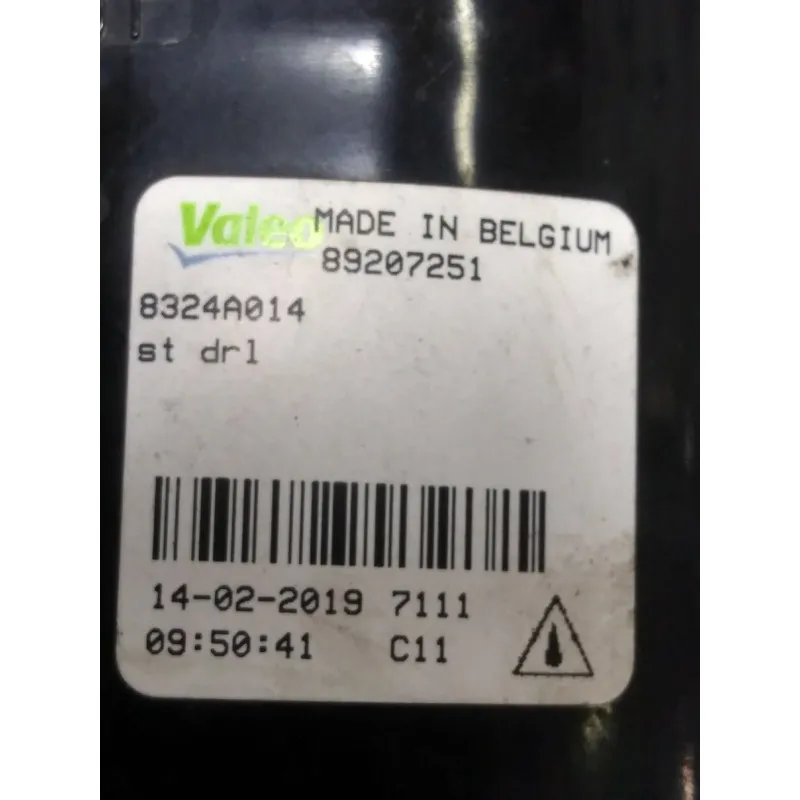 Valeo MADE IN BELGIUM
89207251
8324A014
st drl
14-02-2019 7111
09:50:41 C11